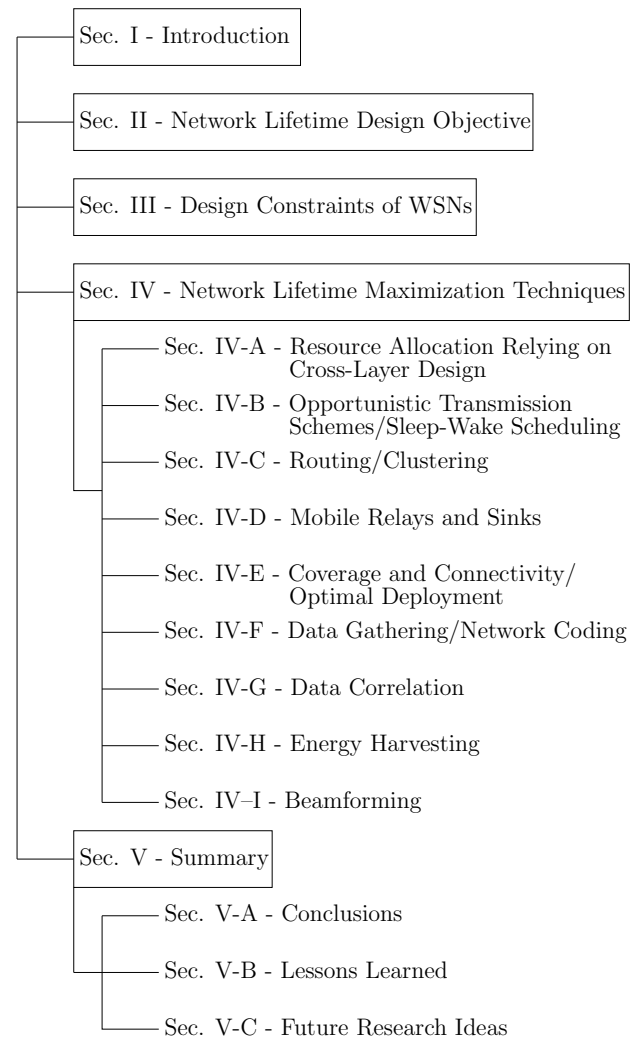 Sec. I - Introduction
Sec. II - Network Lifetime Design Objective
Sec. III - Design Constraints of WSNs
Sec. IV - Network Lifetime Maximization Techniques
Sec. IV-A - Resource Allocation Relying on
Cross-Layer Design
Sec. IV-B - Opportunistic Transmission
Schemes/Sleep-Wake Scheduling
Sec. IV-C - Routing/Clustering
Sec. IV-D - Mobile Relays and Sinks
Sec. IV-E - Coverage and Connectivity/
Optimal Deployment
Sec. IV-F - Data Gathering/Network Coding
Sec. IV-G - Data Correlation
Sec. IV-H - Energy Harvesting
Sec. IV–I - Beamforming
Sec. V - Summary
Sec. V-A - Conclusions
Sec. V-B - Lessons Learned
Sec. V-C - Future Research Ideas